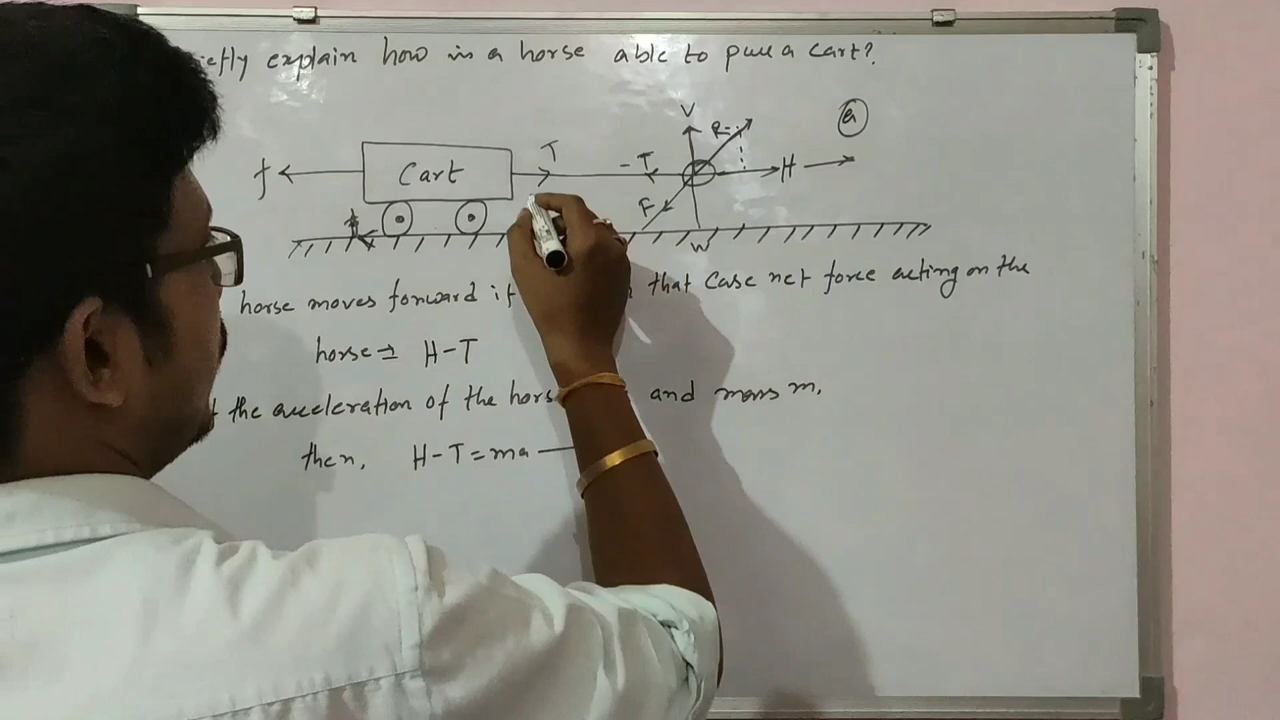 efly explain how is a horse able to pull a cart?
V
R
a
T
-T
f
Cart
H
F
W
horse moves forward if that case net force acting on the
horse = H-T
the acceleration of the hors and mass m,
then, H-T=ma